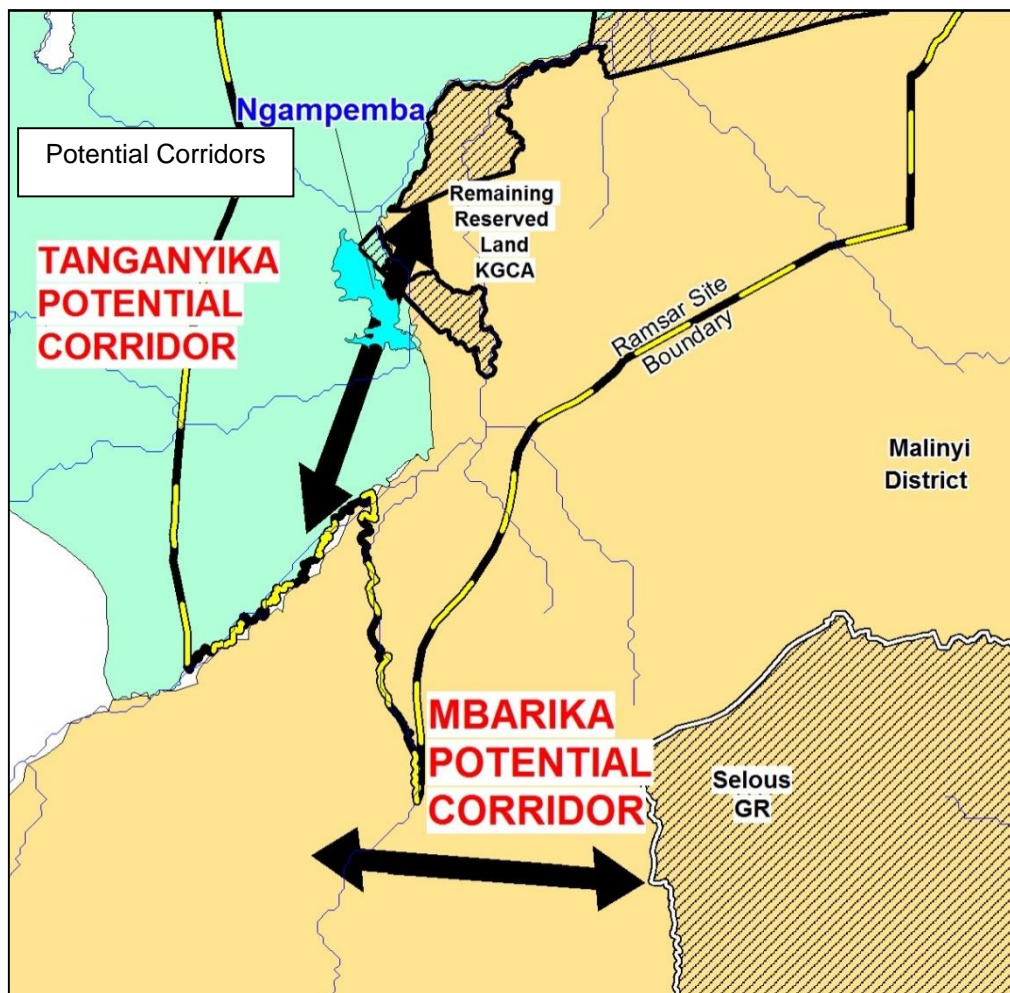 Ngampemba
Potential Corridors
Remaining
Reserved
Land
KGCA
TANGANYIKA
POTENTIAL
CORRIDOR
Ramsar Site
Boundary
Malinyi
District
MBARIKA
POTENTIAL
CORRIDOR
Selous
GR